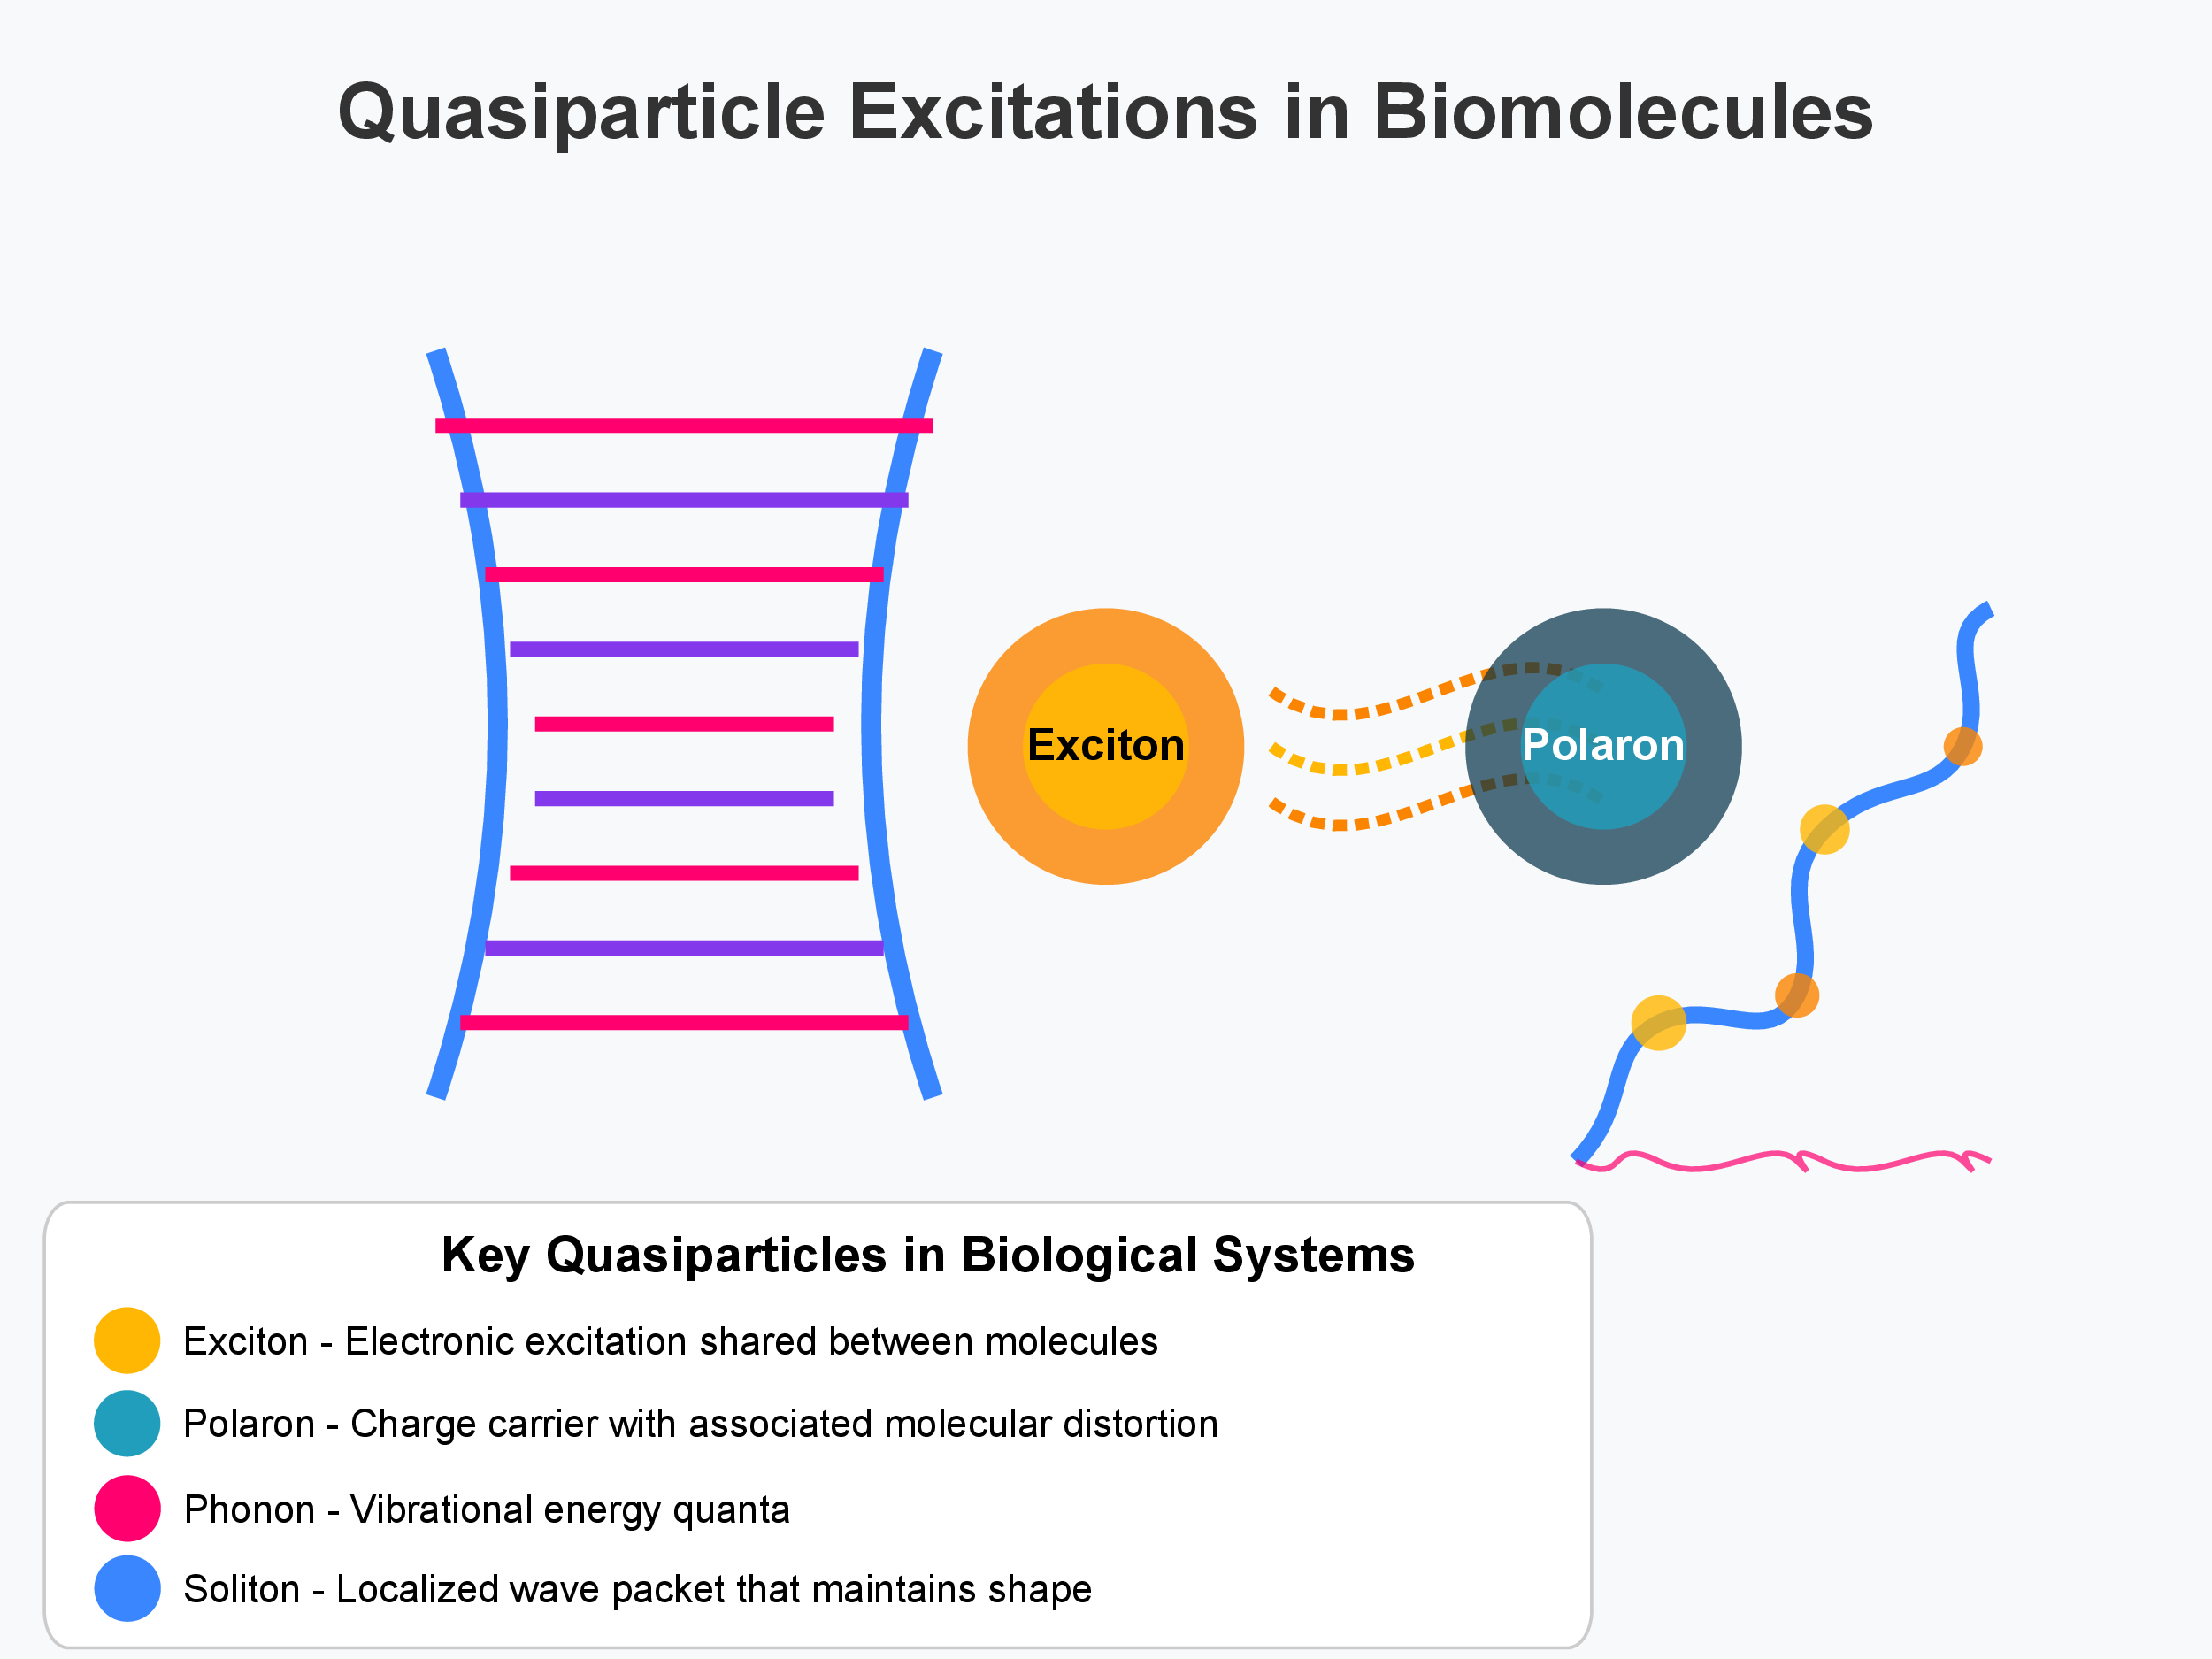 Quasiparticle Excitations in Biomolecules
Exciton
Polaron
Key Quasiparticles in Biological Systems
Exciton - Electronic excitation shared between molecules
Polaron - Charge carrier with associated molecular distortion
Phonon - Vibrational energy quanta
Soliton - Localized wave packet that maintains shape